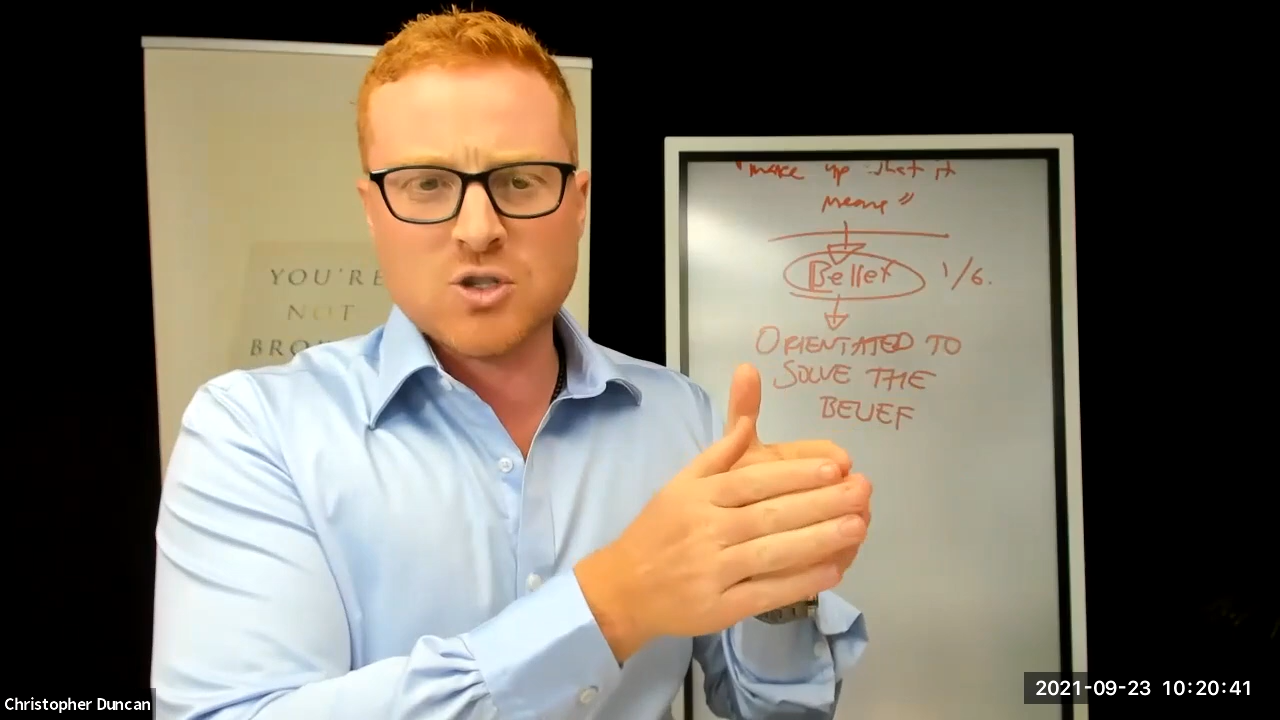 YOU'RE
NOT
"make up what it
means"
Belief 1/6.
ORIENTATED TO
SOLVE THE
BELIEF
Christopher Duncan
2021-09-23 10:20:41